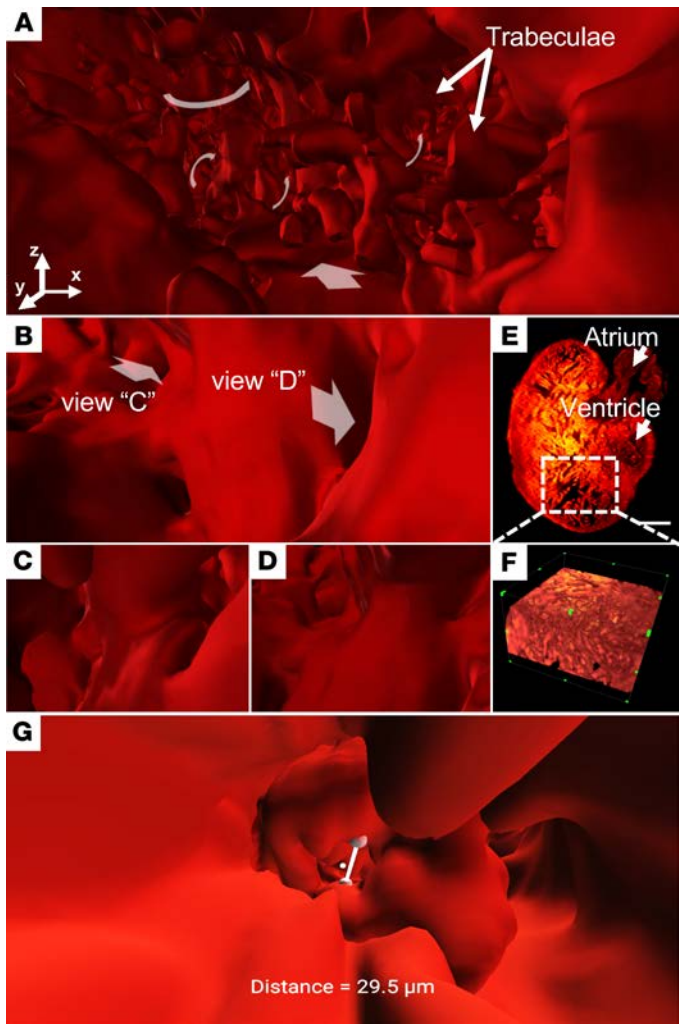 A
Trabeculae
z
y
x
B
view “C”
view “D”
E
Atrium
Ventricle
C
D
F
G
Distance = 29.5 µm